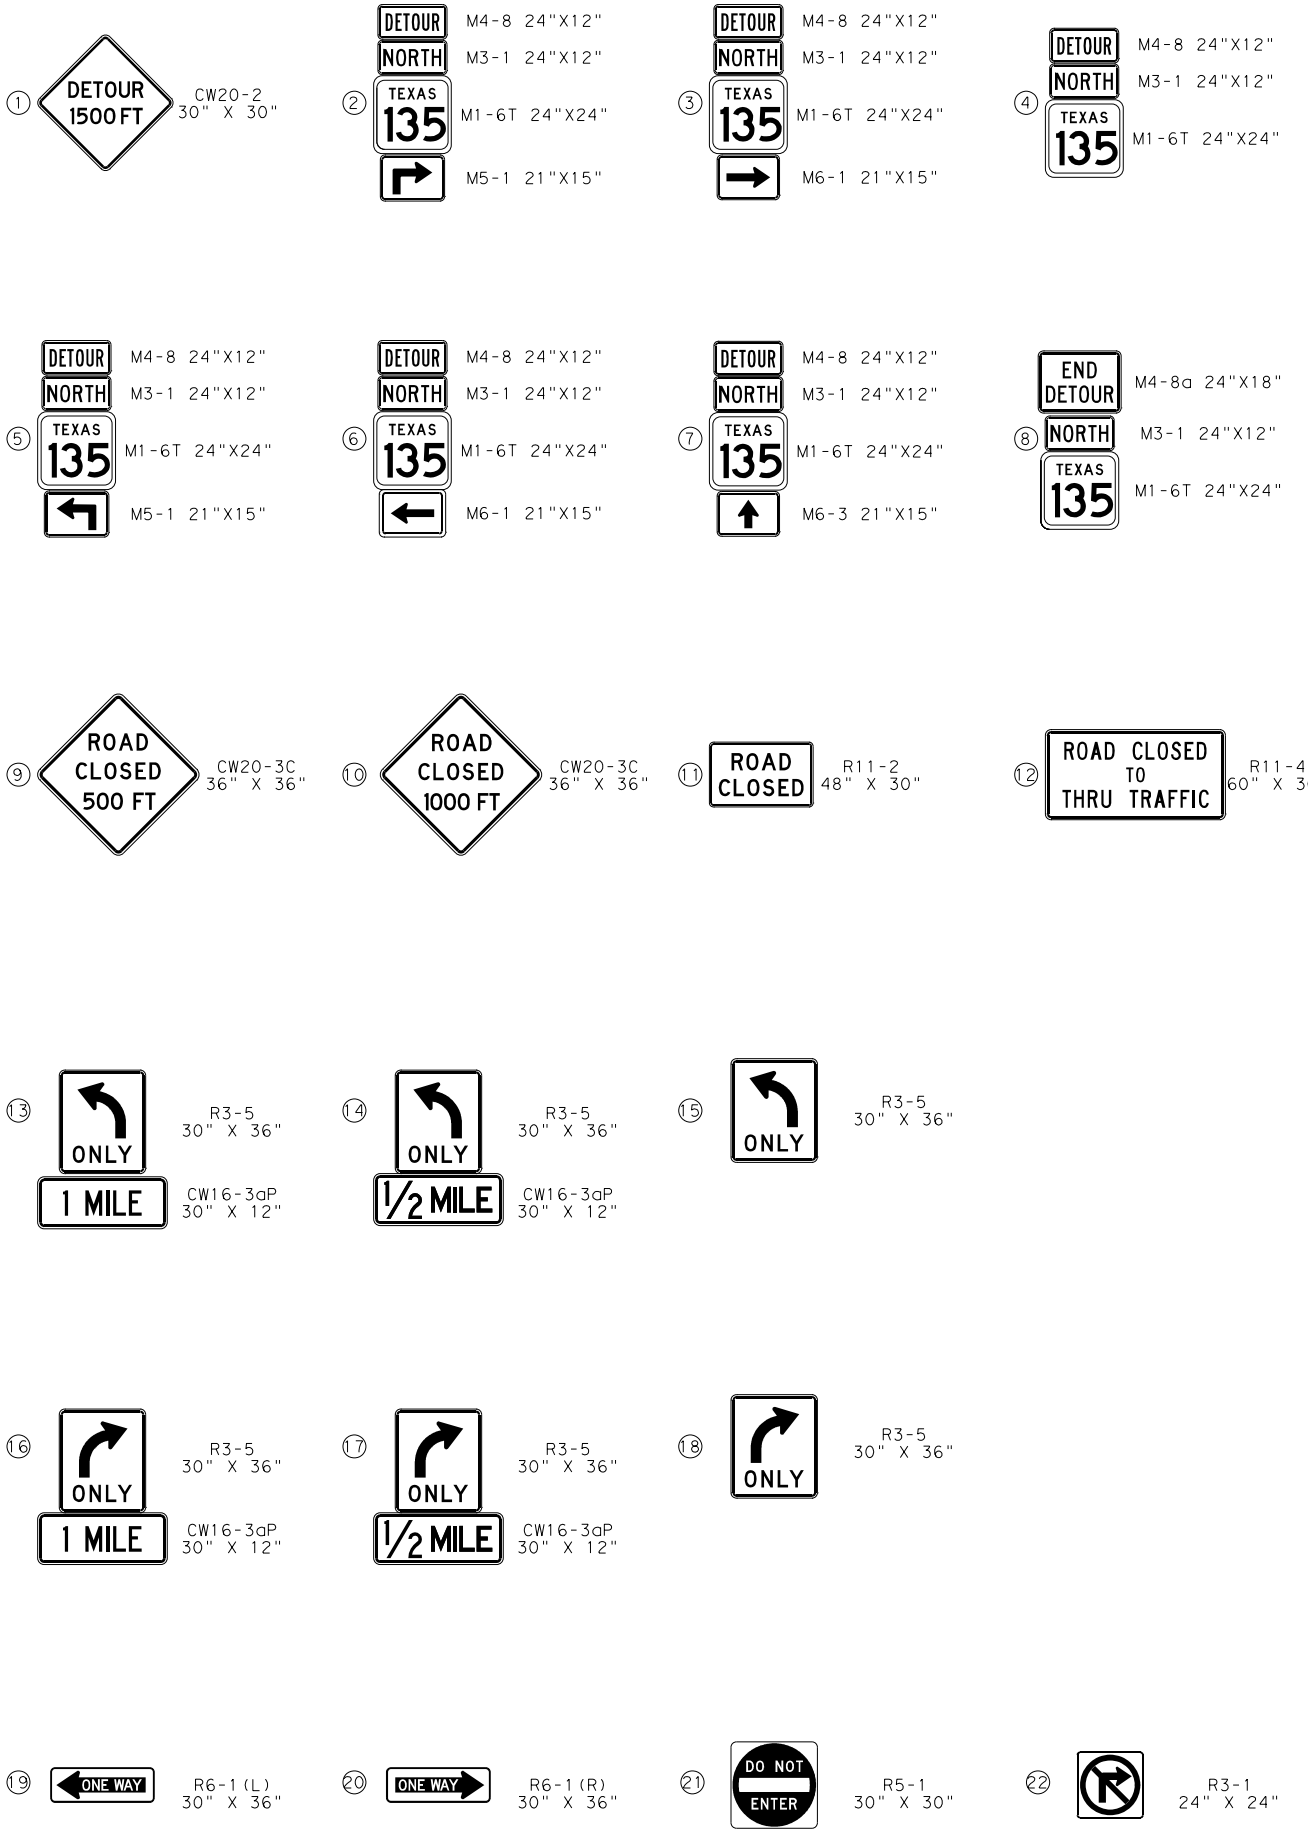 1
DETOUR
1500 FT
CW20-2
30" X 30"
2
DETOUR
M4-8 24"X12"
NORTH
M3-1 24"X12"
TEXAS
135
M1-6T 24"X24"
M5-1 21"X15"
3
DETOUR
M4-8 24"X12"
NORTH
M3-1 24"X12"
TEXAS
135
M1-6T 24"X24"
M6-1 21"X15"
4
DETOUR
M4-8 24"X12"
NORTH
M3-1 24"X12"
TEXAS
135
M1-6T 24"X24"
5
DETOUR
M4-8 24"X12"
NORTH
M3-1 24"X12"
TEXAS
135
M1-6T 24"X24"
M5-1 21"X15"
6
DETOUR
M4-8 24"X12"
NORTH
M3-1 24"X12"
TEXAS
135
M1-6T 24"X24"
M6-1 21"X15"
7
DETOUR
M4-8 24"X12"
NORTH
M3-1 24"X12"
TEXAS
135
M1-6T 24"X24"
M6-3 21"X15"
8
END
DETOUR
M4-8a 24"X18"
NORTH
M3-1 24"X12"
TEXAS
135
M1-6T 24"X24"
9
ROAD
CLOSED
500 FT
CW20-3C
36" X 36"
10
ROAD
CLOSED
1000 FT
CW20-3C
36" X 36"
11
ROAD
CLOSED
R11-2
48" X 30"
12
ROAD CLOSED
TO
THRU TRAFFIC
R11-4
60" X
13
ONLY
R3-5
30" X 36"
1 MILE
CW16-3aP
30" X 12"
14
ONLY
R3-5
30" X 36"
1/2 MILE
CW16-3aP
30" X 12"
15
ONLY
R3-5
30" X 36"
16
ONLY
R3-5
30" X 36"
1 MILE
CW16-3aP
30" X 12"
17
ONLY
R3-5
30" X 36"
1/2 MILE
CW16-3aP
30" X 12"
18
ONLY
R3-5
30" X 36"
19
ONE WAY
R6-1(L)
30" X 36"
20
ONE WAY
R6-1(R)
30" X 36"
21
DO NOT
ENTER
R5-1
30" X 30"
22
R3-1
24" X 24"